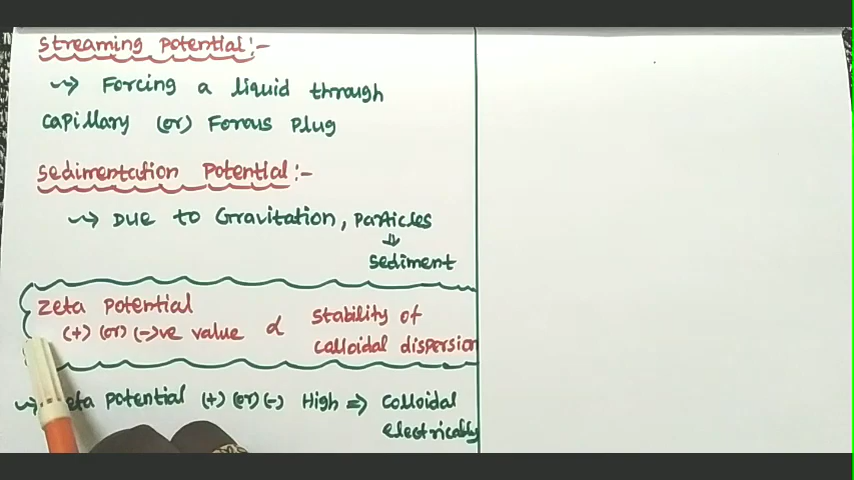 Streaming Potential:-
⇝ Forcing a liquid through
Capillary (or) Forous Plug
Sedimentation Potential:-
⇝ Due to Gravitation, Particles
⇓
Sediment
Zeta Potential
(+) (or) (-)ve value ∝ Stability of
Colloidal dispersion
Potential (+) (or) (-) High ⇒ Colloidal
electrically